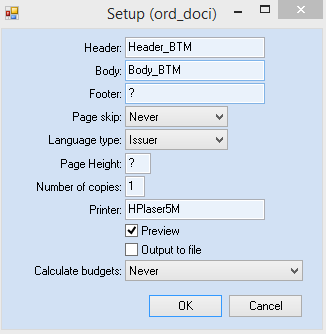 Setup (ord_doci)
Header: Header_BTM
Body: Body_BTM
Footer: ?
Page skip: Never
Language type: Issuer
Page Height: ?
Number of copies: 1
Printer: HPlaser5M
Preview
Output to file
Calculate budgets: Never
OK Cancel